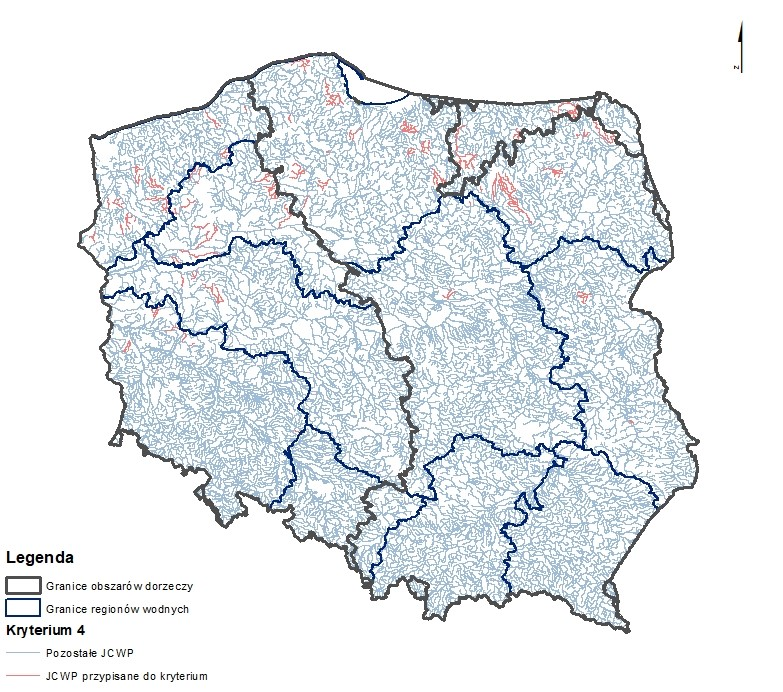 z
Legenda
Granice obszarów dorzeczy
Granice regionów wodnych
Kryterium 4
Pozostałe JCWP
JCWP przypisane do kryterium